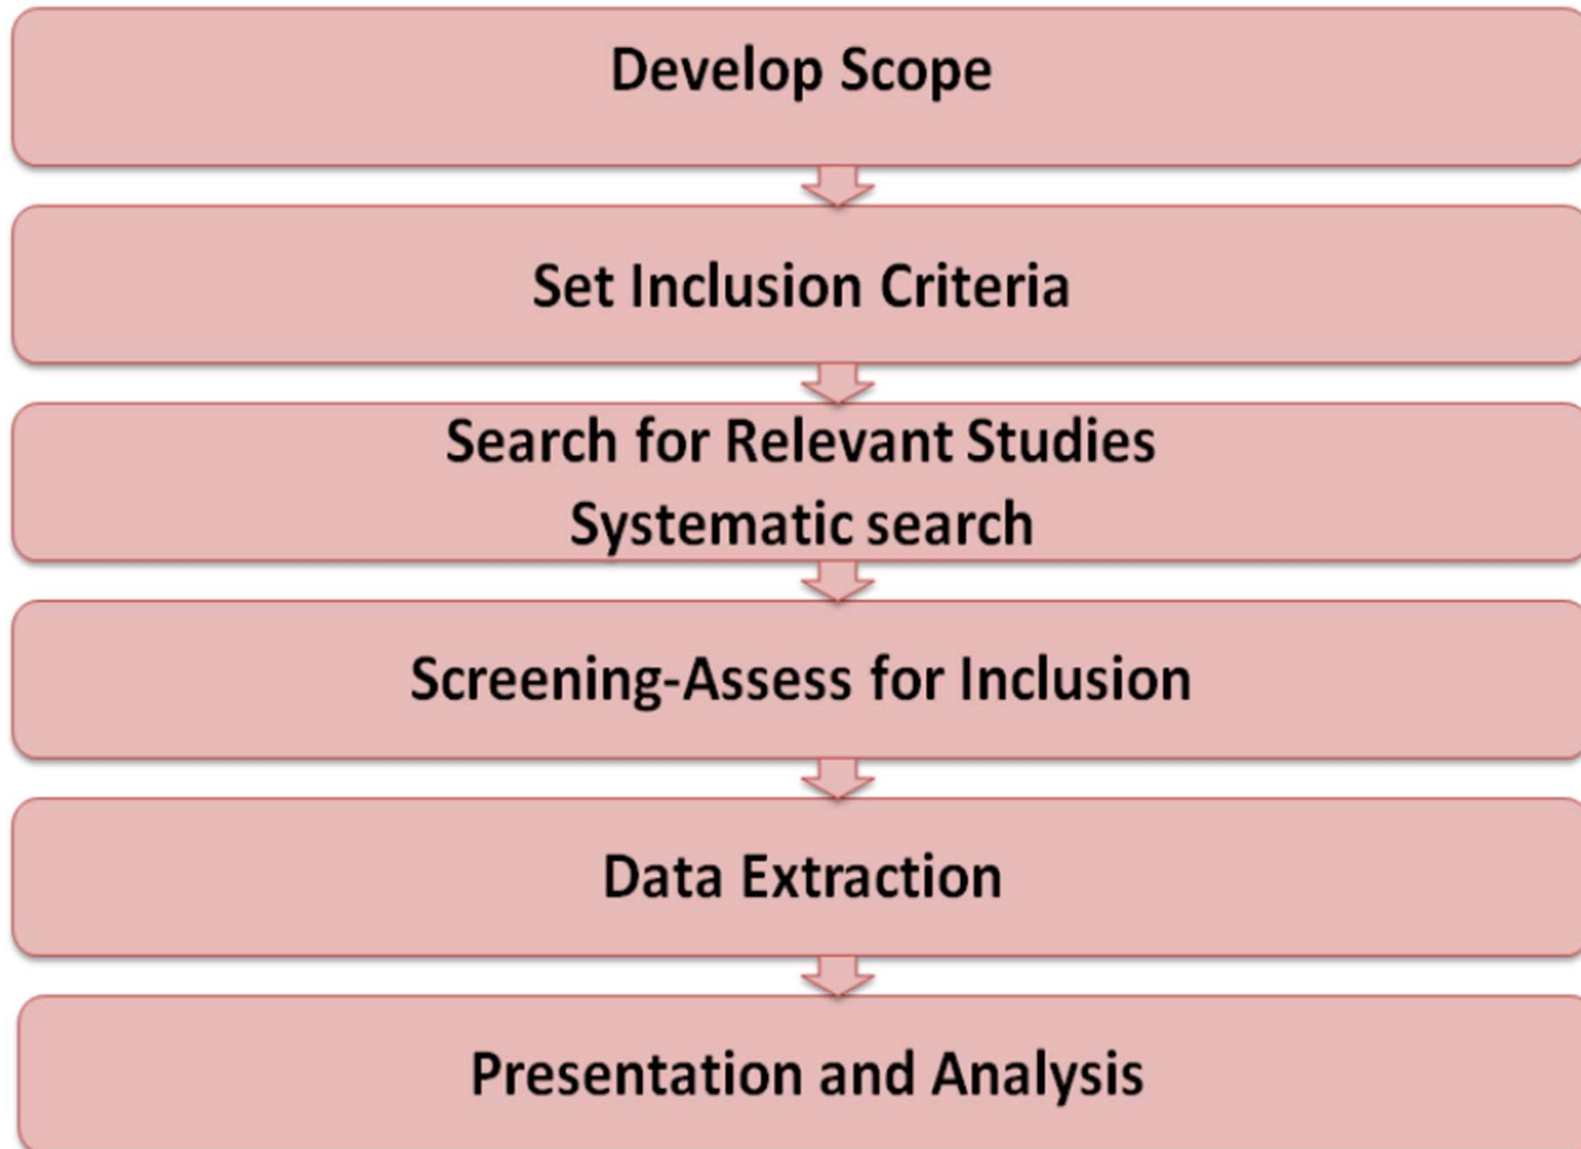 Develop Scope
Set Inclusion Criteria
Search for Relevant Studies
Systematic search
Screening-Assess for Inclusion
Data Extraction
Presentation and Analysis